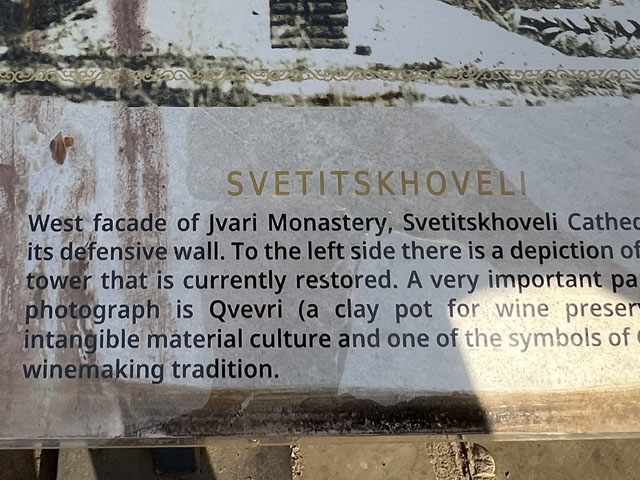 SVETITSKHOVELI
West facade of Jvari Monastery, Svetitskhoveli
its defensive wall. To the left side there is a depiction of
tower that is currently restored. A very important
photograph is Qvevri (a clay pot for wine
intangible material culture and one of the symbols of
winemaking tradition.